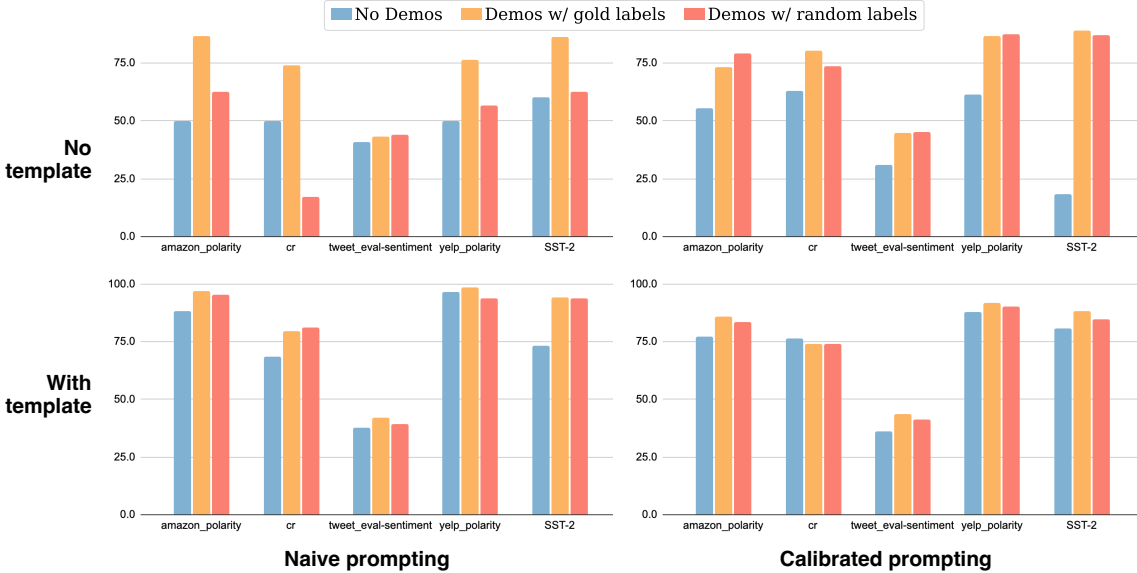 No Demos Demos w/ gold labels Demos w/ random labels
No
template
75.0
50.0
25.0
0.0
amazon_polarity cr tweet_eval-sentiment yelp_polarity SST-2
75.0
50.0
25.0
0.0
amazon_polarity cr tweet_eval-sentiment yelp_polarity SST-2
With
template
100.0
75.0
50.0
25.0
0.0
amazon_polarity cr tweet_eval-sentiment yelp_polarity SST-2
100.0
75.0
50.0
25.0
0.0
amazon_polarity cr tweet_eval-sentiment yelp_polarity SST-2
Naive prompting
Calibrated prompting